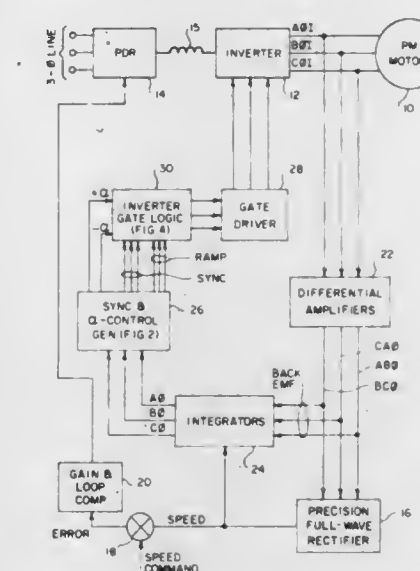 3-Ø LINE
PDR
14
15
INVERTER
12
AØI
BØI
CØI
PM
MOTOR
10
30
INVERTER
GATE LOGIC
(FIG 4)
+α
-α
28
GATE
DRIVER
RAMP
SYNC
SYNC &
α-CONTROL
GEN (FIG 2)
26
22
DIFFERENTIAL
AMPLIFIERS
CAØ
ABØ
BCØ
BACK
EMF
AØ
BØ
CØ
INTEGRATORS
24
GAIN &
LOOP
COMP
20
ERROR
18
SPEED
SPEED
COMMAND
PRECISION
FULL-WAVE
RECTIFIER
16